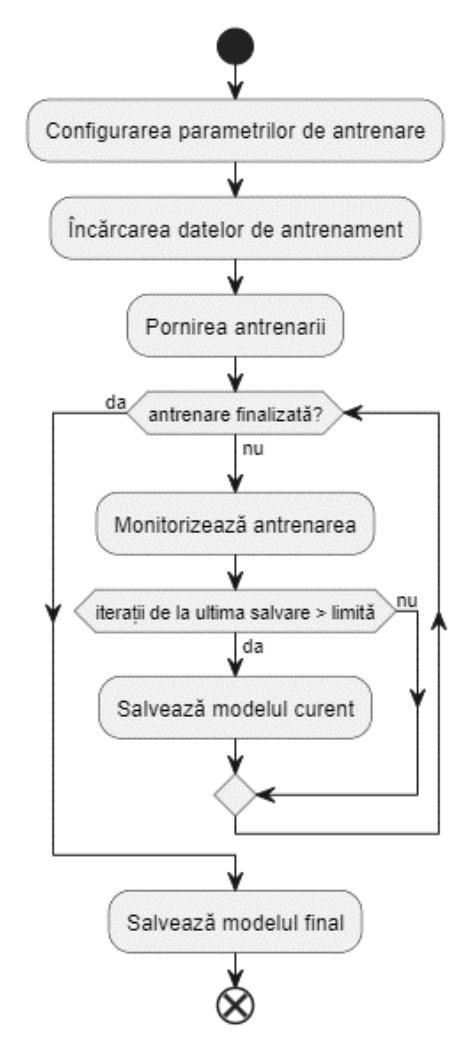 Configurarea parametrilor de antrenare
Încărcarea datelor de antrenament
Pornirea antrenarii
da
antrenare finalizată?
nu
Monitorizează antrenarea
iterații de la ultima salvare > limită
nu
da
Salvează modelul curent
Salvează modelul final